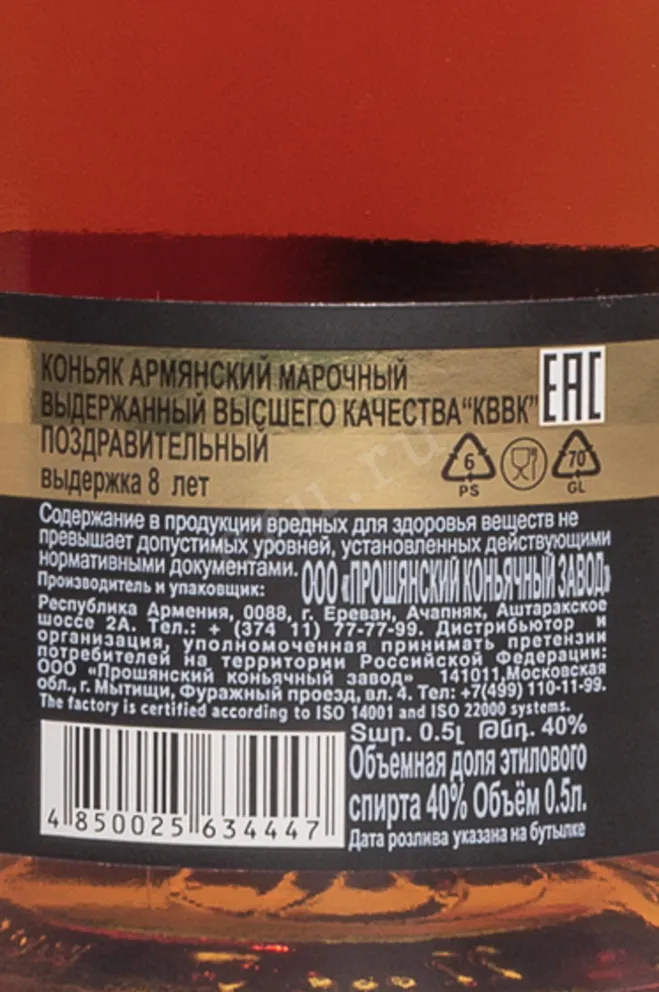 КОНЬЯК АРМЯНСКИЙ МАРОЧНЫЙ
ВЫДЕРЖАННЫЙ ВЫСШЕГО КАЧЕСТВА“КВВК”
ПОЗДРАВИТЕЛЬНЫЙ
выдержка 8 лет
EAC
6
PS
70
GL
Содержание в продукции вредных для здоровья веществ не
превышает допустимых уровней, установленных действующими
нормативными документами.
Производитель и упаковщик: ООО «ПРОШЯНСКИЙ КОНЬЯЧНЫЙ ЗАВОД»
Республика Армения, 0088, г. Ереван, Ачапняк, Аштаракское
шоссе 2А. Тел.: + (374 11) 77-77-99. Дистрибьютор и
организация, уполномоченная принимать претензии
потребителей на территории Российской Федерации:
ООО «Прошянский коньячный завод» 141011,Московская
обл., г. Мытищи, Фуражный проезд, вл. 4. Тел: +7(499) 110-11-99.
The factory is certified according to ISO 14001 and ISO 22000 systems.
Տար. 0.5լ Թնդ. 40%
Объемная доля этилового
спирта 40% Объём 0.5л.
Дата розлива указана на бутылке
4 850025 634447